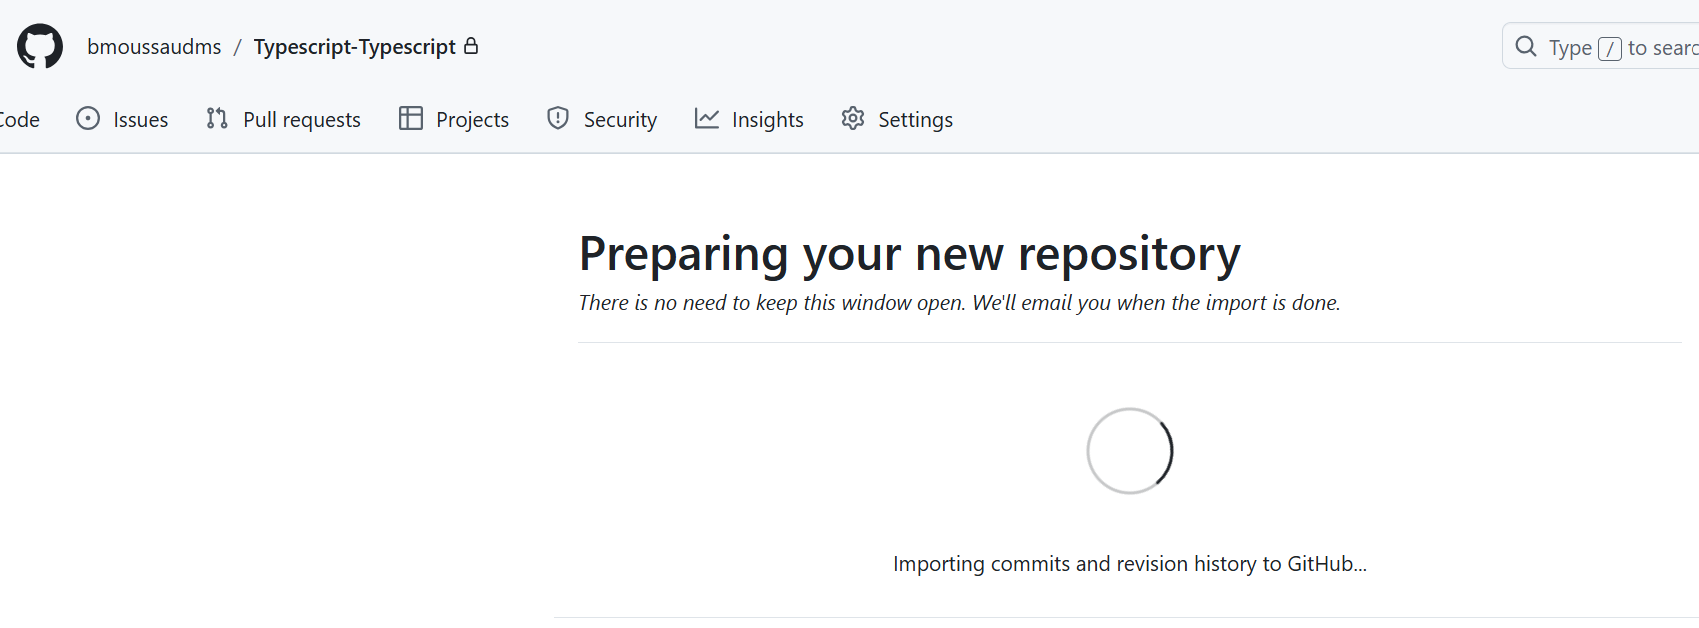 bmoussaudms / Typescript-Typescript
Type / to searc
Code Issues Pull requests Projects Security Insights Settings
Preparing your new repository
There is no need to keep this window open. We'll email you when the import is done.
Importing commits and revision history to GitHub...